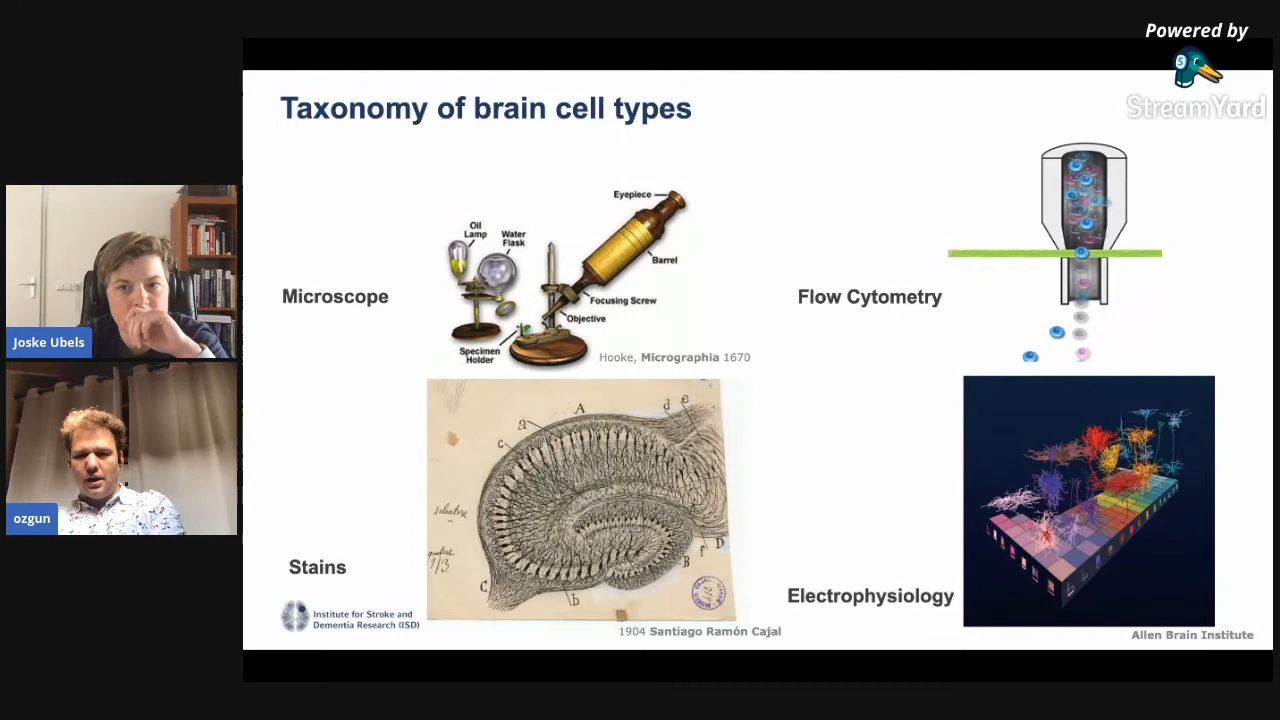 Powered by
StreamYard
Taxonomy of brain cell types
Eyepiece
Oil
Lamp
Water
Flask
Barrel
Focusing Screw
Objective
Specimen
Holder
Microscope
Hooke, Micrographia 1670
Flow Cytometry
Joske Ubels
ozgun
A
a
c
d
e
C
b
B
f
D
1/3
Stains
Electrophysiology
Institute for Stroke and
Dementia Research (ISD)
1904 Santiago Ramón Cajal
Allen Brain Institute